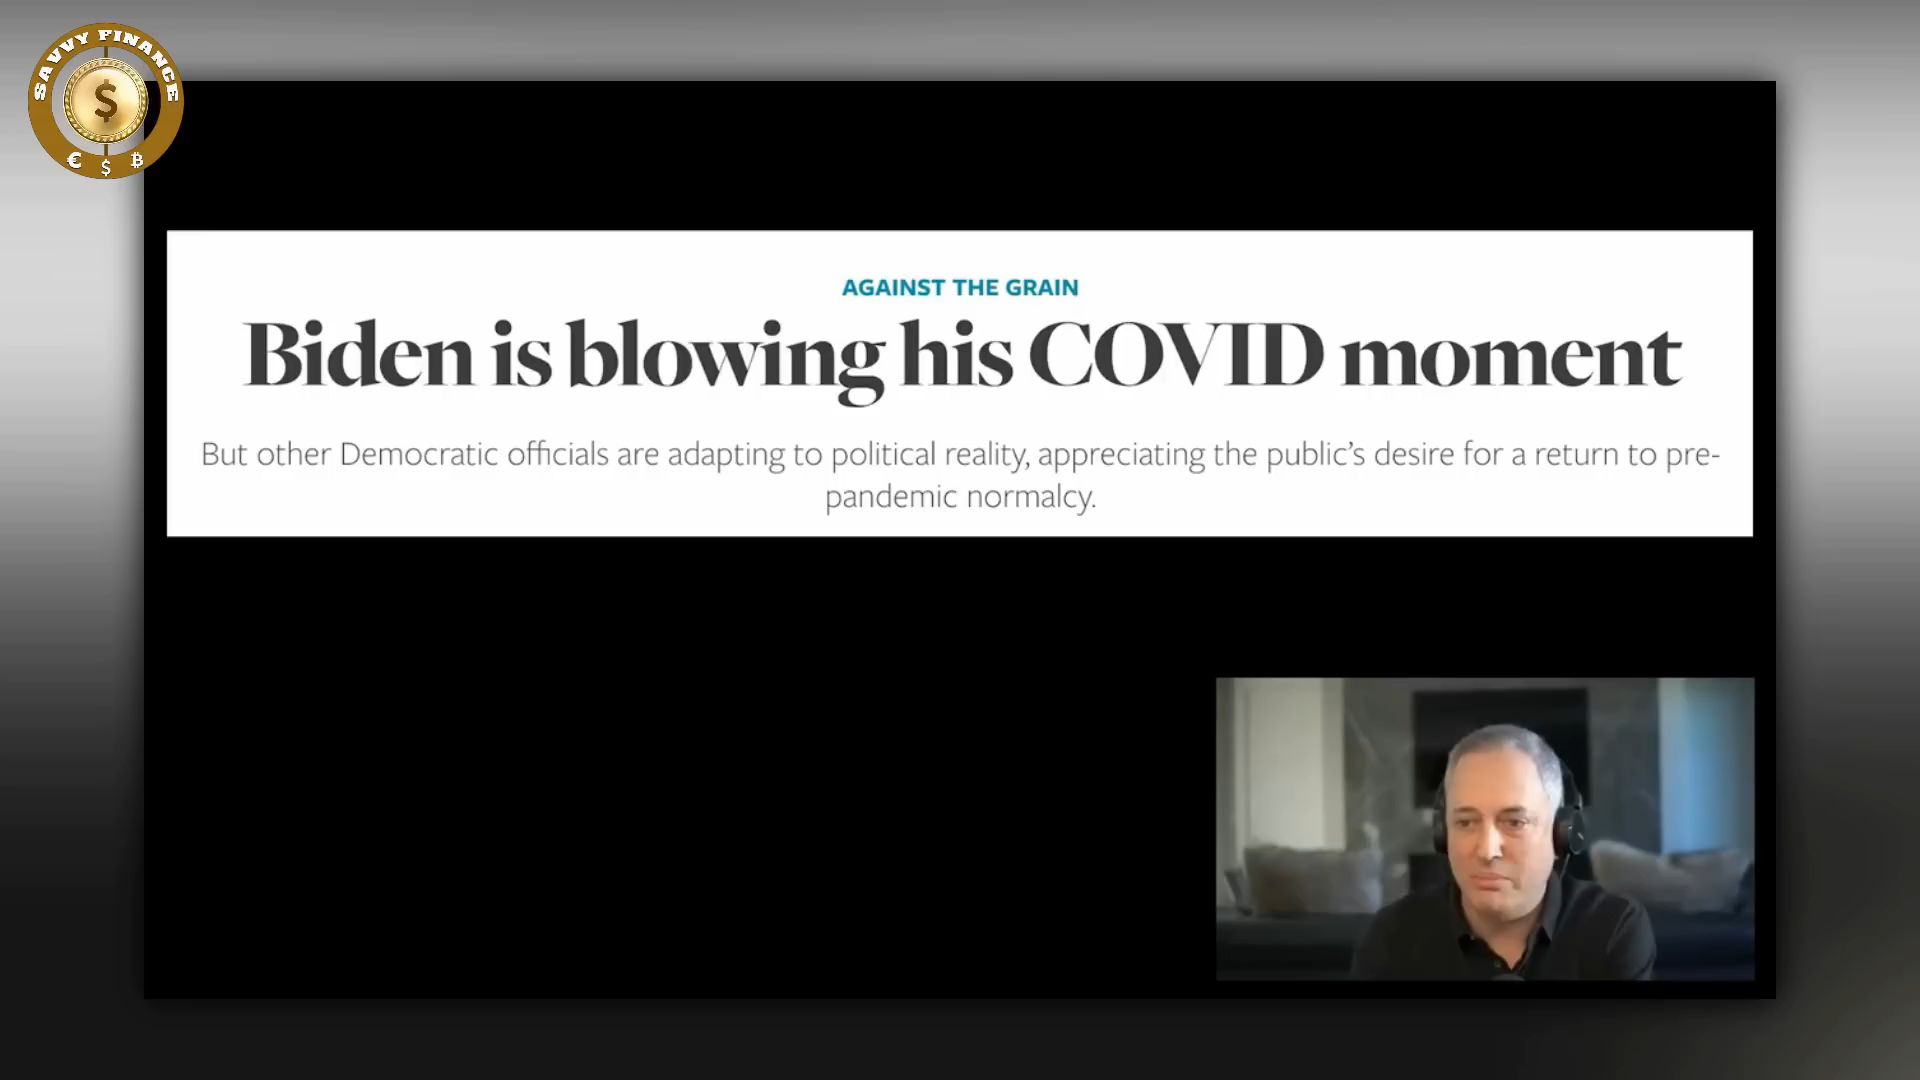 SAVVY FINANCE
$
€ $ ₿
AGAINST THE GRAIN
Biden is blowing his COVID moment
But other Democratic officials are adapting to political reality, appreciating the public’s desire for a return to pre-
pandemic normalcy.